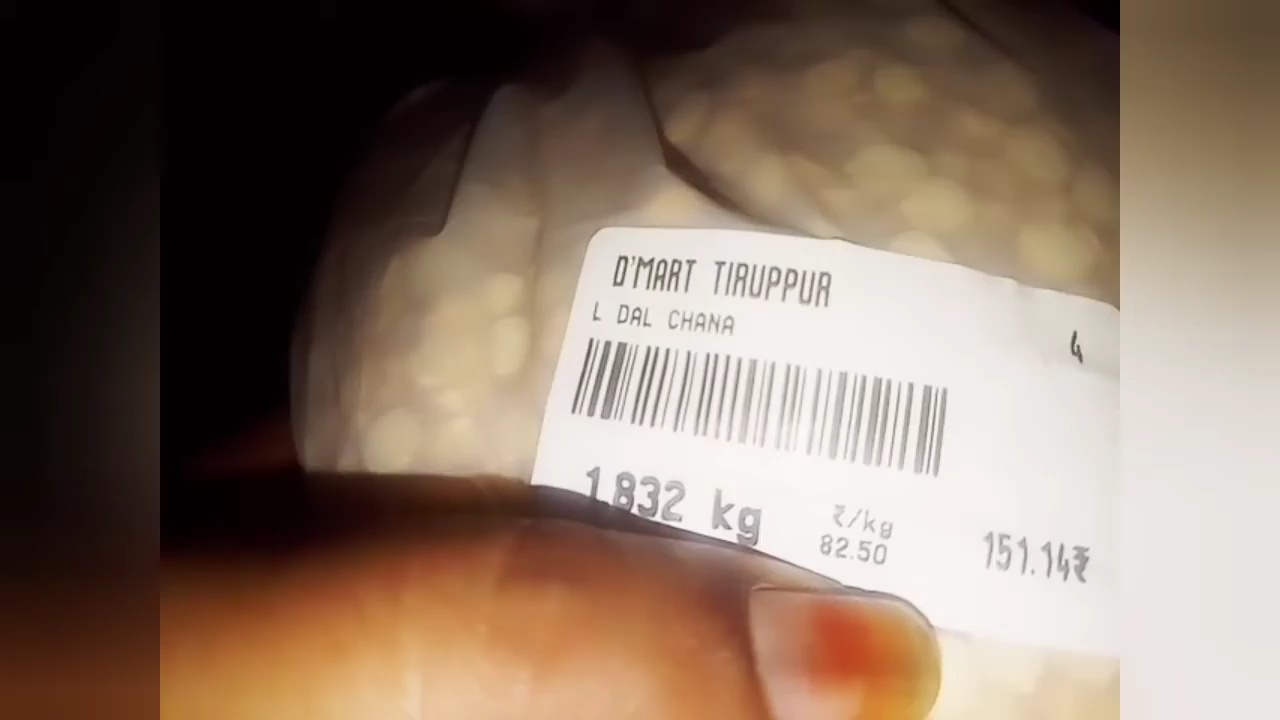 D'MART TIRUPPUR
L DAL CHANA
4
1.832 kg
₹/kg
82.50
151.14₹